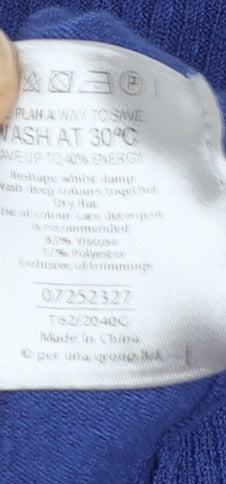 P
PLAN A WAY TO SAVE
WASH AT 30°C
SAVE UP TO 40% ENERGY
Reshape whilst damp
Wash deep colours together
Dry flat
Use of colour care detergent
is recommended
83% Viscose
17% Polyester
Exclusive of trimmings
07252327
T62/2040G
Made in China
© per una group ltd.